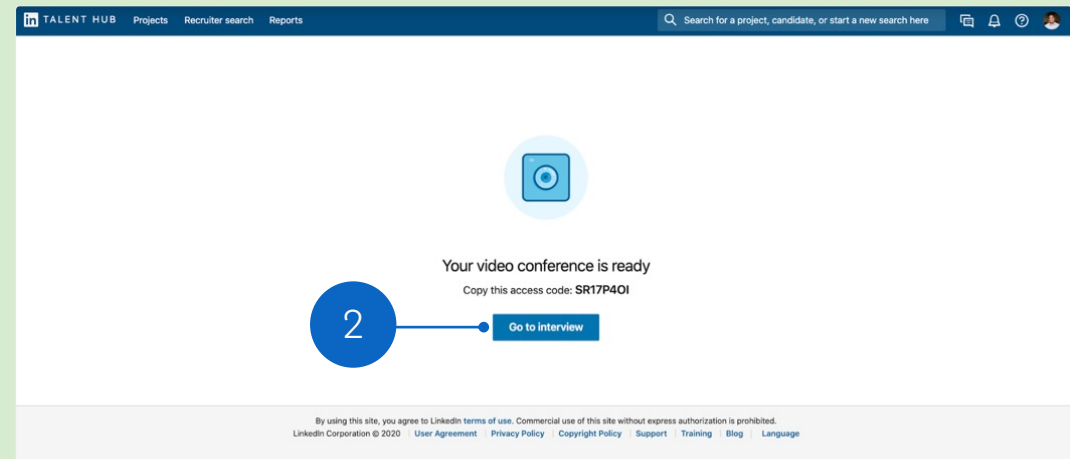 in TALENT HUB Projects Recruiter search Reports Search for a project, candidate, or start a new search here
Your video conference is ready
Copy this access code: SR17P4OI
2 Go to interview
By using this site, you agree to LinkedIn terms of use. Commercial use of this site without express authorization is prohibited.
LinkedIn Corporation © 2020 User Agreement Privacy Policy Copyright Policy Support Training Blog Language